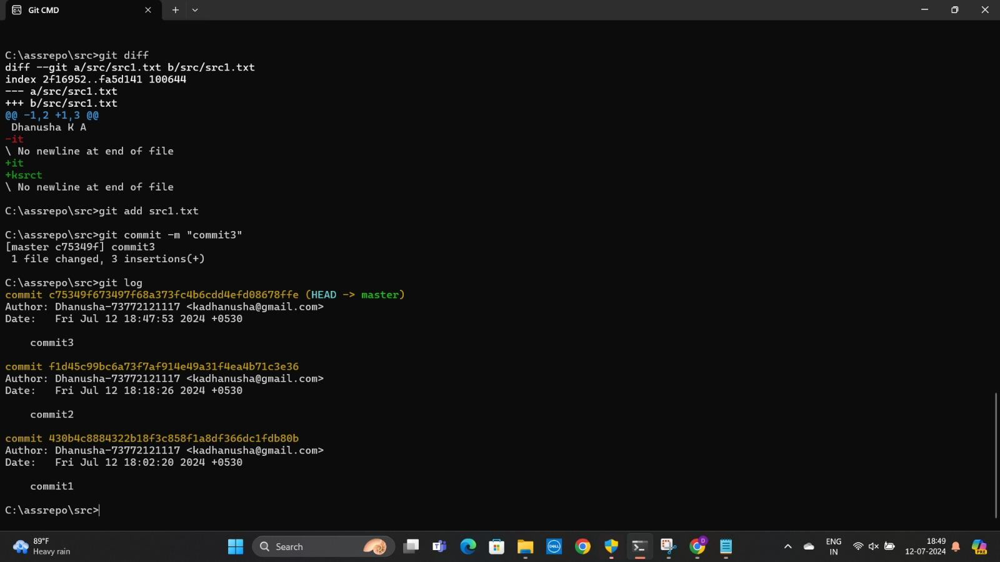 Git CMD
C:\assrepo\src>git diff
diff --git a/src/src1.txt b/src/src1.txt
index 2f16952..fa5d141 100644
--- a/src/src1.txt
+++ b/src/src1.txt
@@ -1,2 +1,3 @@
 Dhanusha K A
-it
\ No newline at end of file
+it
+ksrct
\ No newline at end of file
C:\assrepo\src>git add src1.txt
C:\assrepo\src>git commit -m "commit3"
[master c75349f] commit3
 1 file changed, 3 insertions(+)
C:\assrepo\src>git log
commit c75349f673497f68a373fc4b6cdd4efd08678ffe (HEAD -> master)
Author: Dhanusha-73772121117 <kadhanusha@gmail.com>
Date:   Fri Jul 12 18:47:53 2024 +0530
    commit3
commit f1d45c99bc6a73f7af914e49a31f4ea4b71c3e36
Author: Dhanusha-73772121117 <kadhanusha@gmail.com>
Date:   Fri Jul 12 18:18:26 2024 +0530
    commit2
commit 430b4c8884322b18f3c858f1a8df366dc1fdb80b
Author: Dhanusha-73772121117 <kadhanusha@gmail.com>
Date:   Fri Jul 12 18:02:20 2024 +0530
    commit1
C:\assrepo\src>
89°F
Heavy rain
Search
DELL
D
ENG
IN
18:49
12-07-2024
PRE